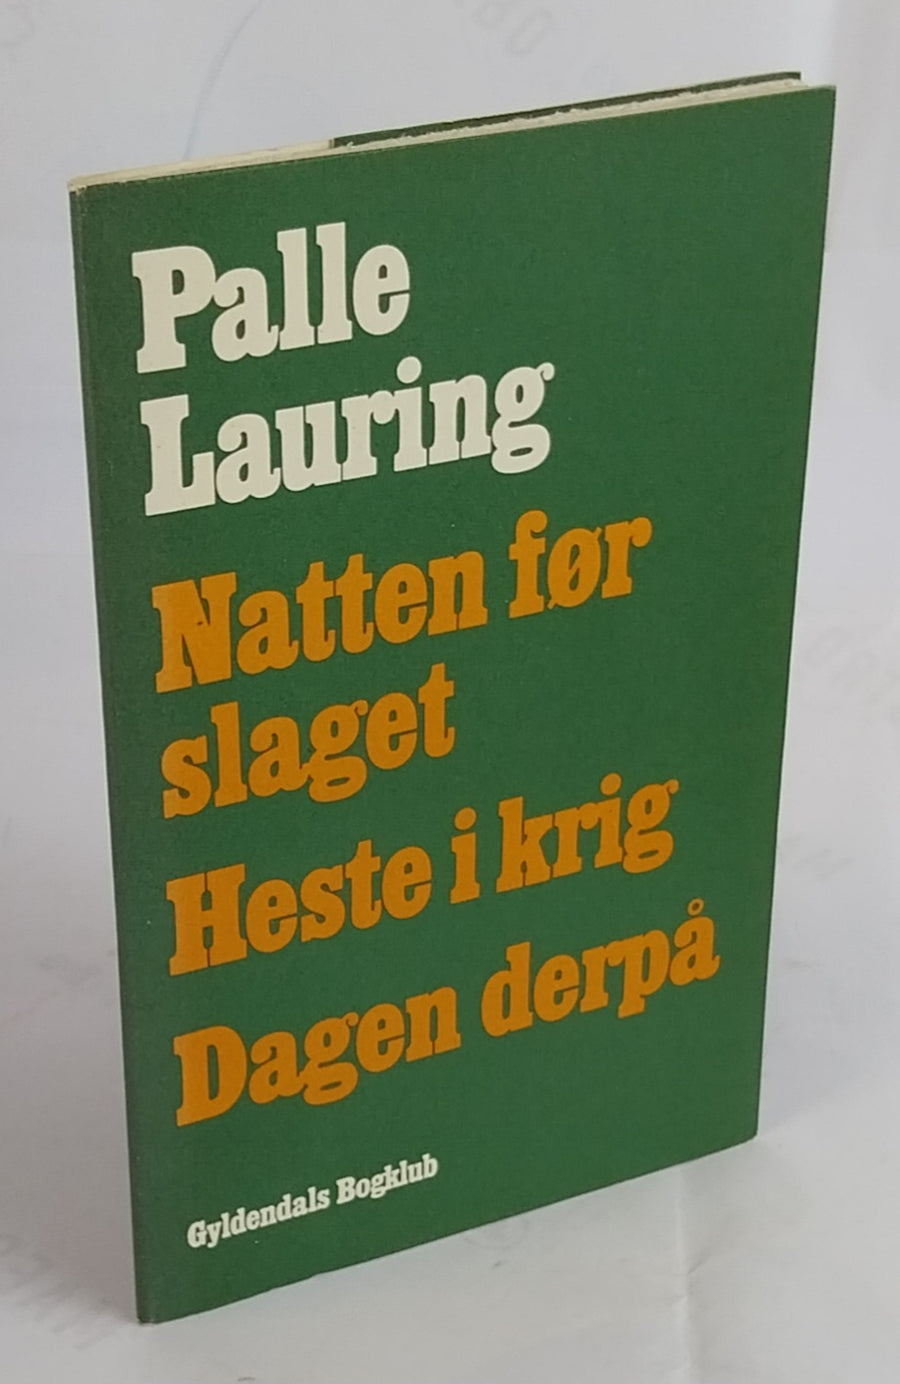 Palle
Lauring
Natten før
slaget
Heste i krig
Dagen derpå
Gyldendals Bogklub